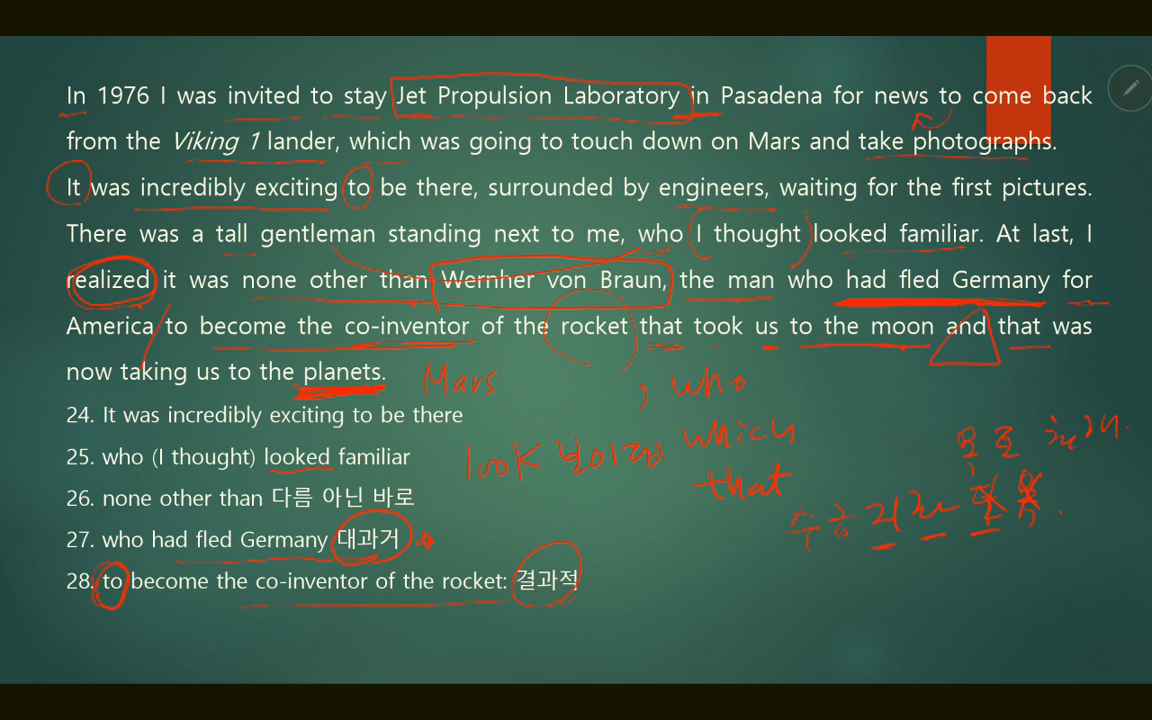 In 1976 I was invited to stay Jet Propulsion Laboratory in Pasadena for news to come back
from the Viking 1 lander, which was going to touch down on Mars and take photographs.
It was incredibly exciting to be there, surrounded by engineers, waiting for the first pictures.
There was a tall gentleman standing next to me, who I thought looked familiar. At last, I
realized it was none other than Wernher von Braun, the man who had fled Germany for
America to become the co-inventor of the rocket that took us to the moon and that was
now taking us to the planets.
Mars
; who
24. It was incredibly exciting to be there
which
25. who (I thought) looked familiar
look 보이다.
that
26. none other than 다름 아닌 바로
27. who had fled Germany 대과거
28. to become the co-inventor of the rocket: 결과적